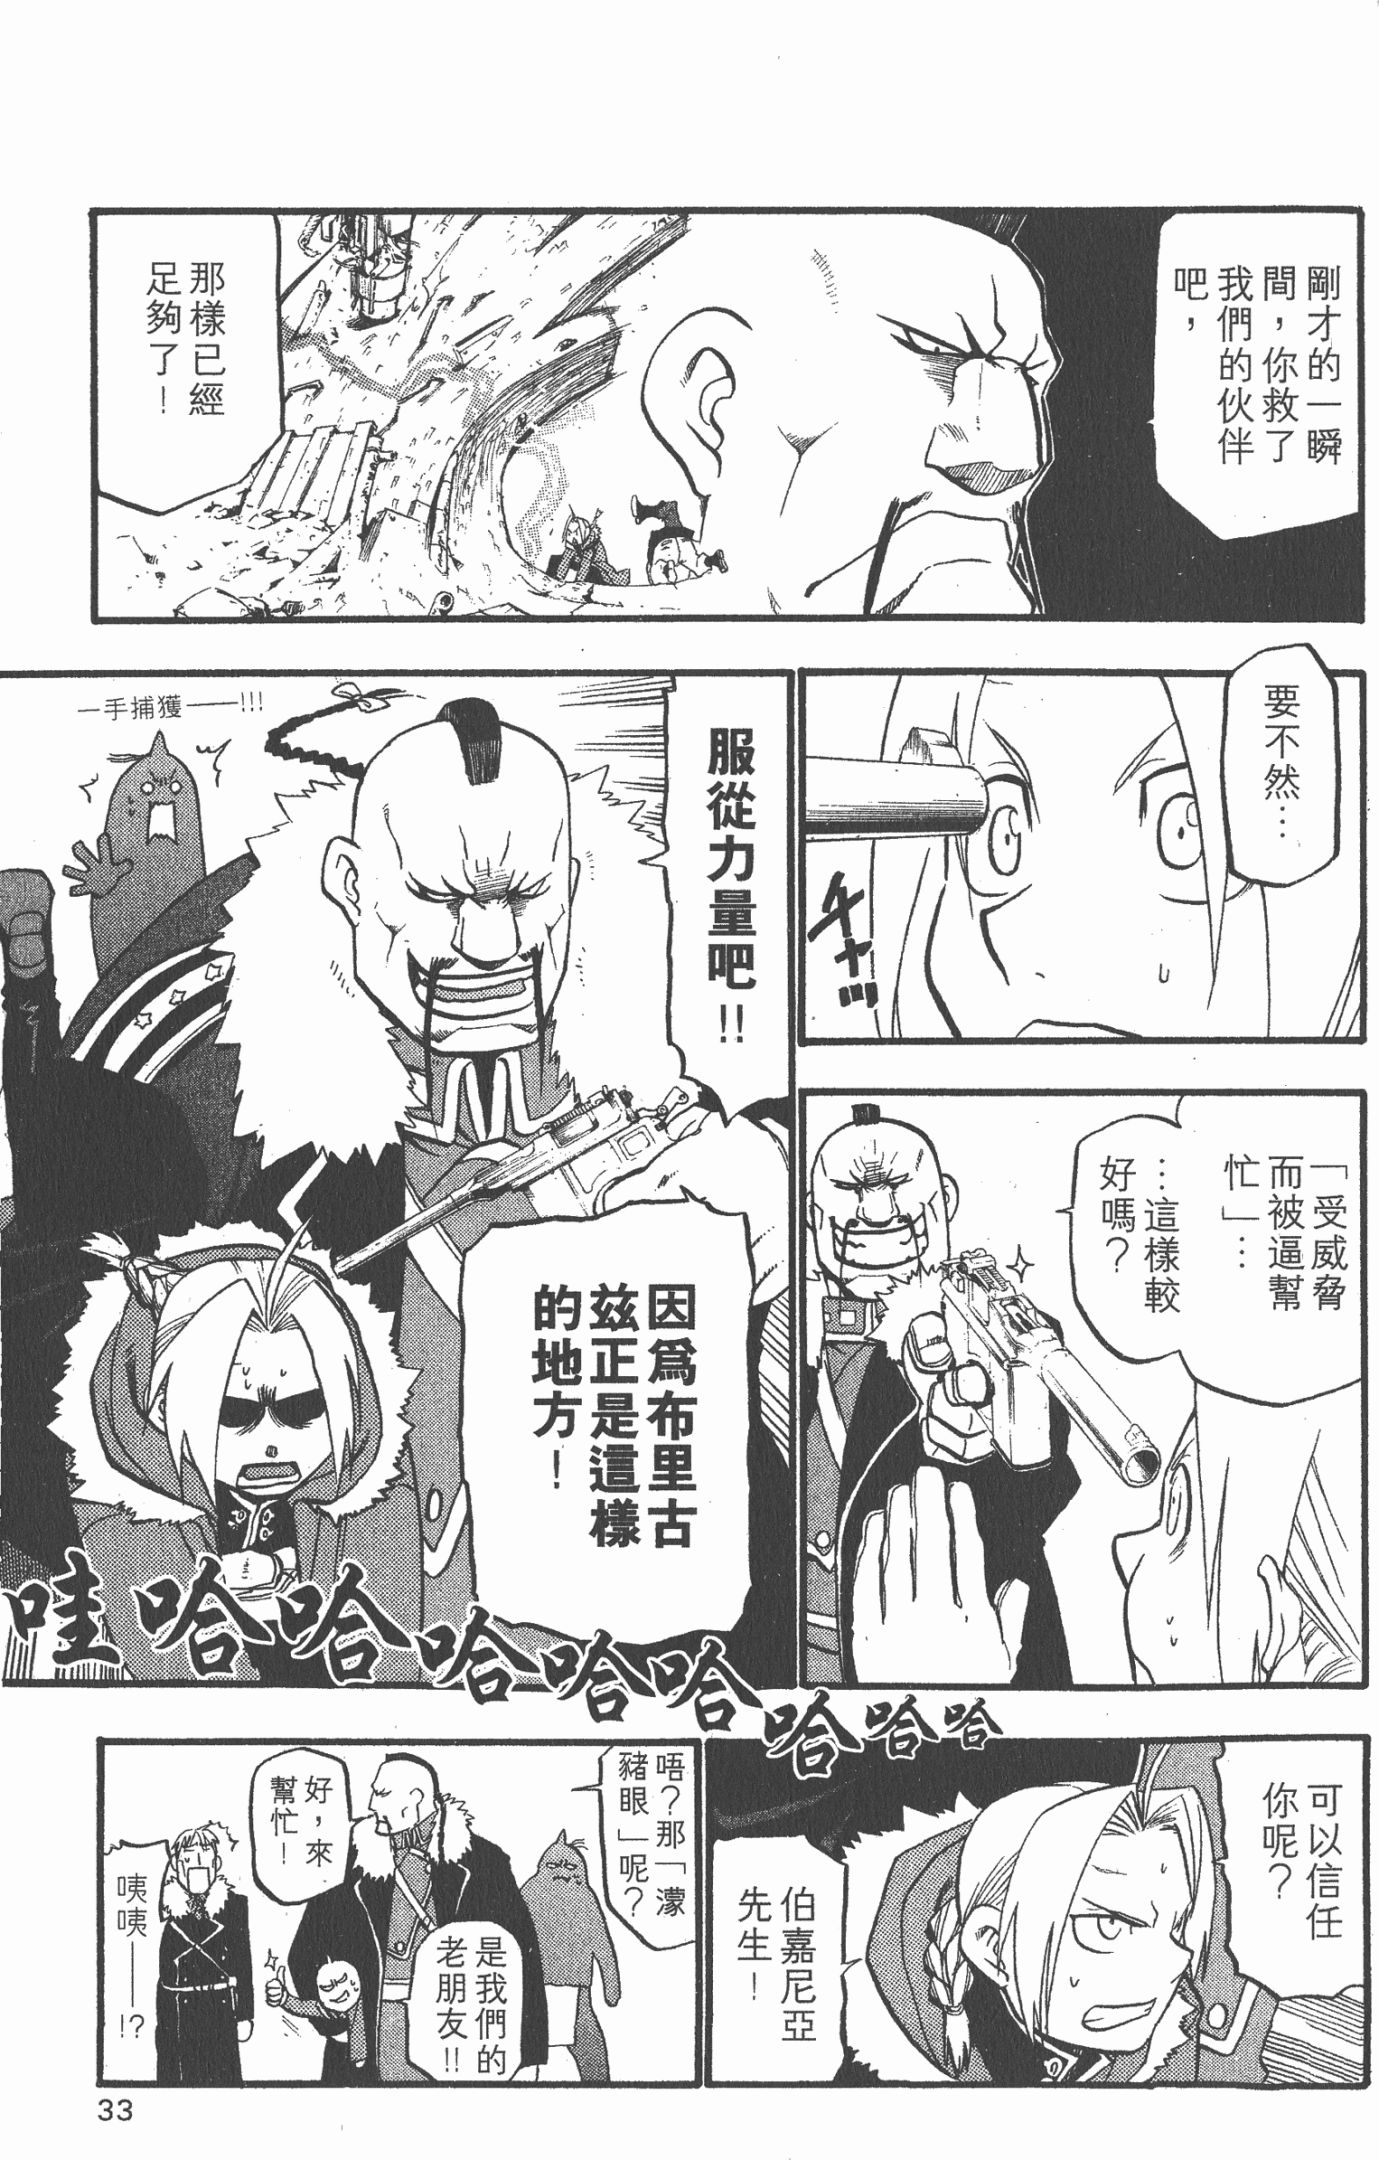 剛才的一瞬
間，你救了
我們的伙伴
吧，
那樣已經
足夠了！
要不然…
チャッ
「受威脅
而被逼幫
忙」…
…這樣較
好嗎？
服從力量吧!!
因爲布里古
茲正是這樣
的地方！
一手捕獲——!!!
哇哈哈哈哈哈哈哈哈
可以信任
你呢？
伯嘉尼亞
先生！
唔？那「濛
豬眼」呢？
是我們的
老朋友!!
好，來
幫忙！
咦咦——!?
33